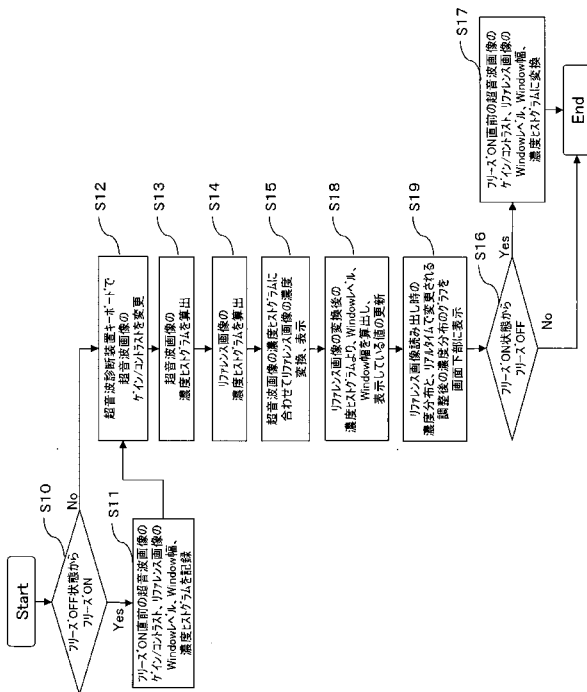 Start
S10
フリーズOFF状態から
フリーズON
No
Yes
S11
フリーズON直前の超音波画像の
ゲイン/コントラスト、リファレンス画像の
Windowレベル、Window幅、
濃度ヒストグラムを記録
S12
超音波診断装置キーボードで
超音波画像の
ゲイン/コントラストを変更
S13
超音波画像の
濃度ヒストグラムを算出
S14
リファレンス画像の
濃度ヒストグラムを算出
S15
超音波画像の濃度ヒストグラムに
合わせてリファレンス画像の濃度
変換、表示
S18
リファレンス画像の変換後の
濃度ヒストグラムより、Windowレベル、
Window幅を算出し、
表示している値の更新
S19
リファレンス画像読み出し時の
濃度分布と、リアルタイムで変更される
調整後の濃度分布のグラフを
画面下部に表示
S16
フリーズON状態から
フリーズOFF
Yes
No
S17
フリーズON直前の超音波画像の
ゲイン/コントラスト、リファレンス画像の
Windowレベル、Window幅、
濃度ヒストグラムに変換
End